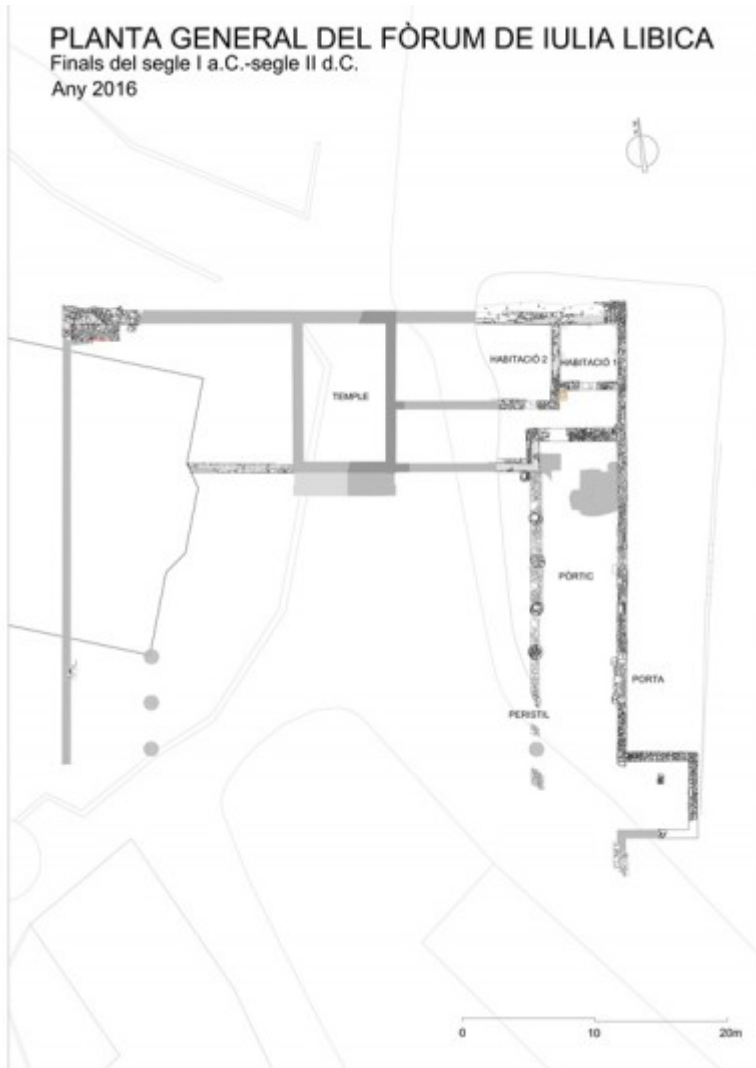 PLANTA GENERAL DEL FÒRUM DE IULIA LIBICA
Finals del segle I a.C.-segle II d.C.
Any 2016
HABITACIÓ 2
HABITACIÓ 1
TEMPLE
PÒRTIC
PORTA
PERISTIL
0
10
20m